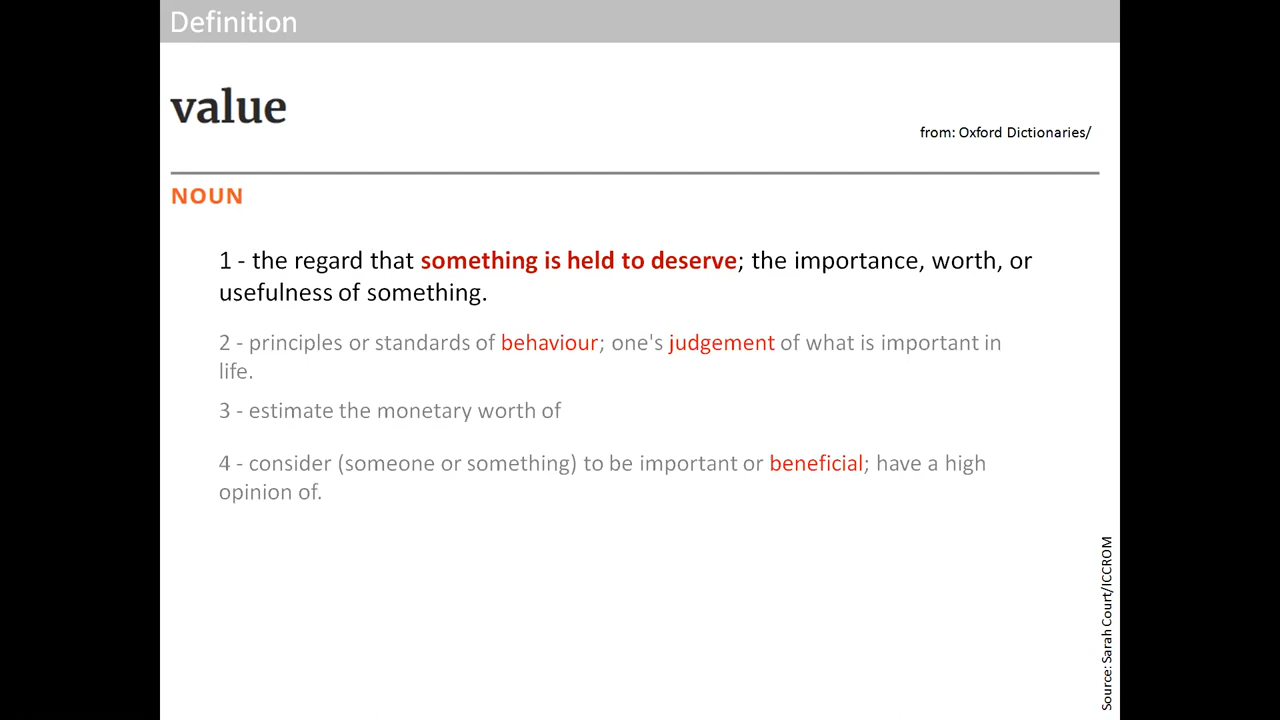 Definition
value
from: Oxford Dictionaries/
NOUN
1 - the regard that something is held to deserve; the importance, worth, or
usefulness of something.
2 - principles or standards of behaviour; one's judgement of what is important in
life.
3 - estimate the monetary worth of
4 - consider (someone or something) to be important or beneficial; have a high
opinion of.
Source: Sarah Court/ICCROM